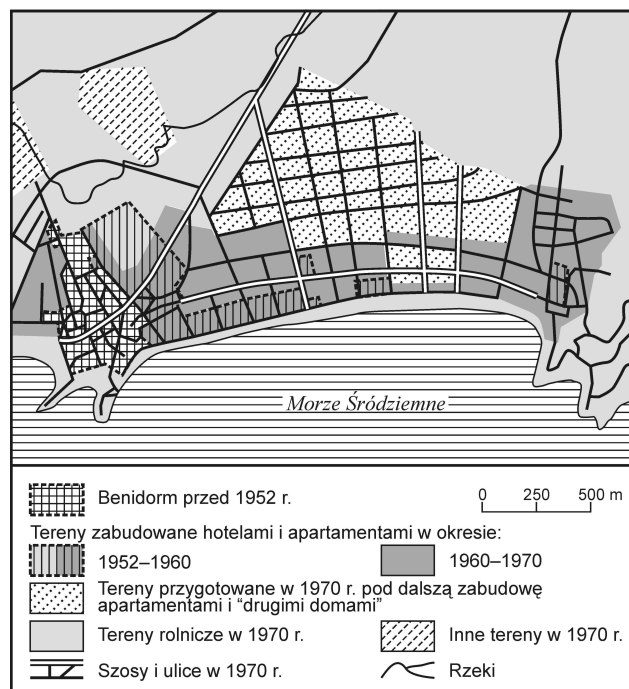 Morze Śródziemne
Benidorm przed 1952 r.
0 250 500 m
Tereny zabudowane hotelami i apartamentami w okresie:
1952–1960
1960–1970
Tereny przygotowane w 1970 r. pod dalszą zabudowę
apartamentami i “drugimi domami”
Tereny rolnicze w 1970 r.
Inne tereny w 1970 r.
Szosy i ulice w 1970 r.
Rzeki